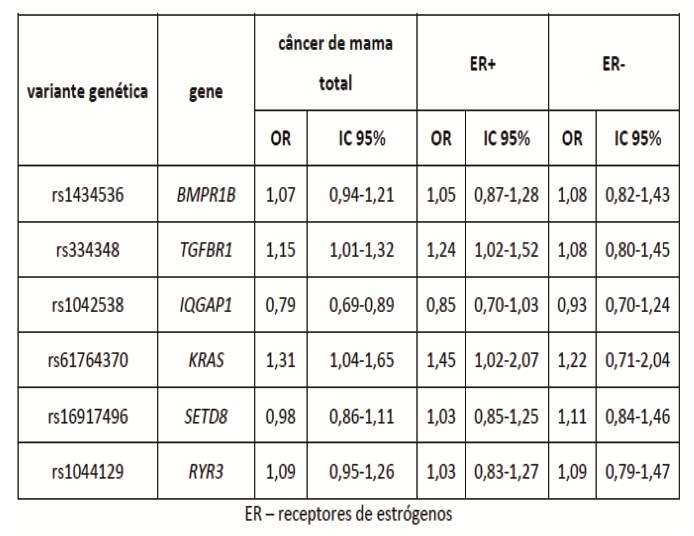 variante genética gene câncer de mama total ER+ ER-
OR IC 95% OR IC 95% OR IC 95%
rs1434536 BMPR1B 1,07 0,94-1,21 1,05 0,87-1,28 1,08 0,82-1,43
rs334348 TGFBR1 1,15 1,01-1,32 1,24 1,02-1,52 1,08 0,80-1,45
rs1042538 IQGAP1 0,79 0,69-0,89 0,85 0,70-1,03 0,93 0,70-1,24
rs61764370 KRAS 1,31 1,04-1,65 1,45 1,02-2,07 1,22 0,71-2,04
rs16917496 SETD8 0,98 0,86-1,11 1,03 0,85-1,25 1,11 0,84-1,46
rs1044129 RYR3 1,09 0,95-1,26 1,03 0,83-1,27 1,09 0,79-1,47
ER – receptores de estrógenos